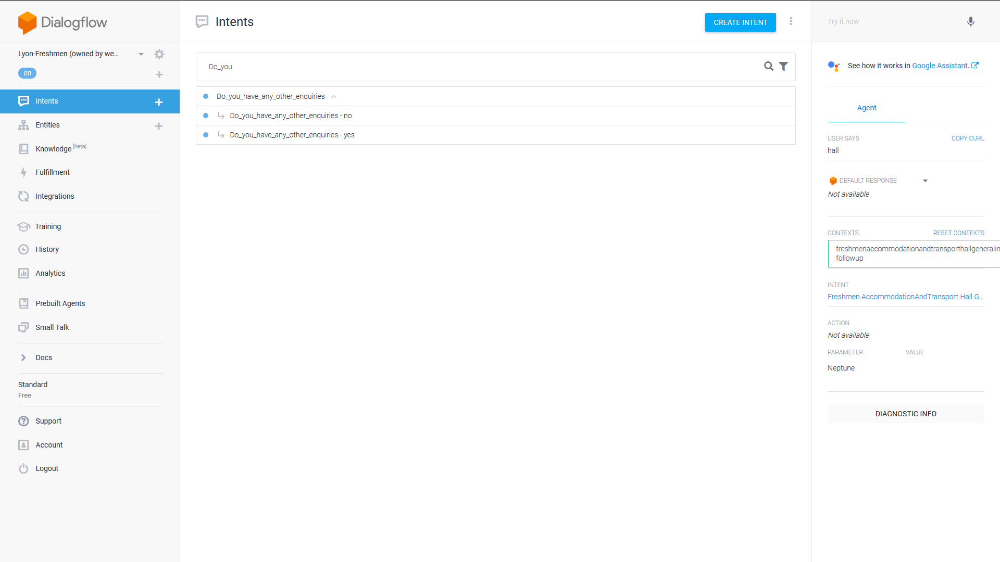 Dialogflow
Lyon-Freshmen (owned by we...
en
Intents
Entities
Knowledge [beta]
Fulfillment
Integrations
Training
History
Analytics
Prebuilt Agents
Small Talk
Docs
Standard
Free
Support
Account
Logout
Intents
CREATE INTENT
Do_you
Do_you_have_any_other_enquiries
Do_you_have_any_other_enquiries - no
Do_you_have_any_other_enquiries - yes
Try it now
See how it works in Google Assistant.
Agent
USER SAYS COPY CURL
hall
DEFAULT RESPONSE
Not available
CONTEXTS RESET CONTEXTS
freshmenaccommodationandtransporthallgeneralin
followup
INTENT
Freshmen.AccommodationAndTransport.Hall.G...
ACTION
Not available
PARAMETER VALUE
Neptune
DIAGNOSTIC INFO